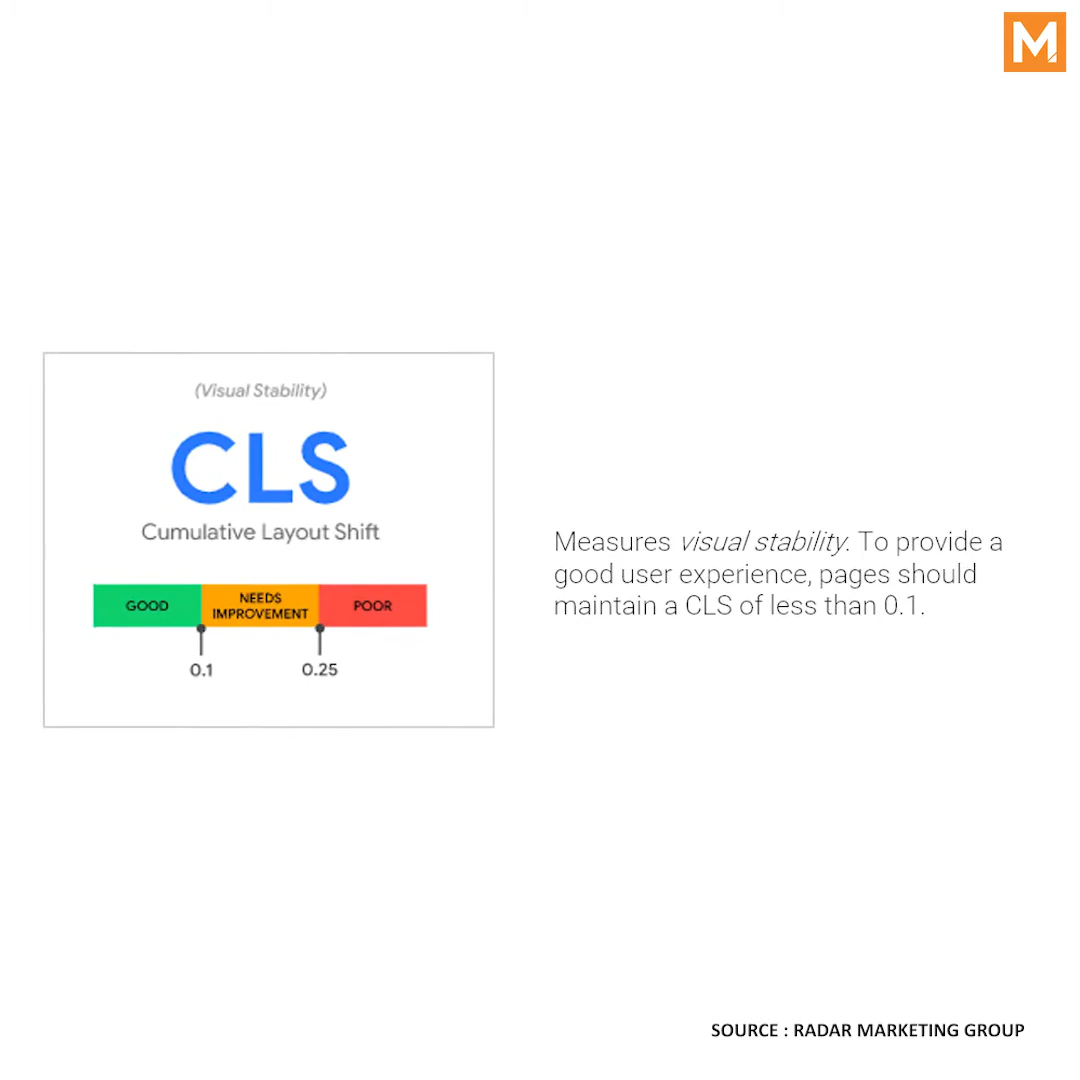 M
(Visual Stability)
CLS
Cumulative Layout Shift
GOOD
NEEDS
IMPROVEMENT
POOR
0.1
0.25
Measures visual stability. To provide a
good user experience, pages should
maintain a CLS of less than 0.1.
SOURCE : RADAR MARKETING GROUP